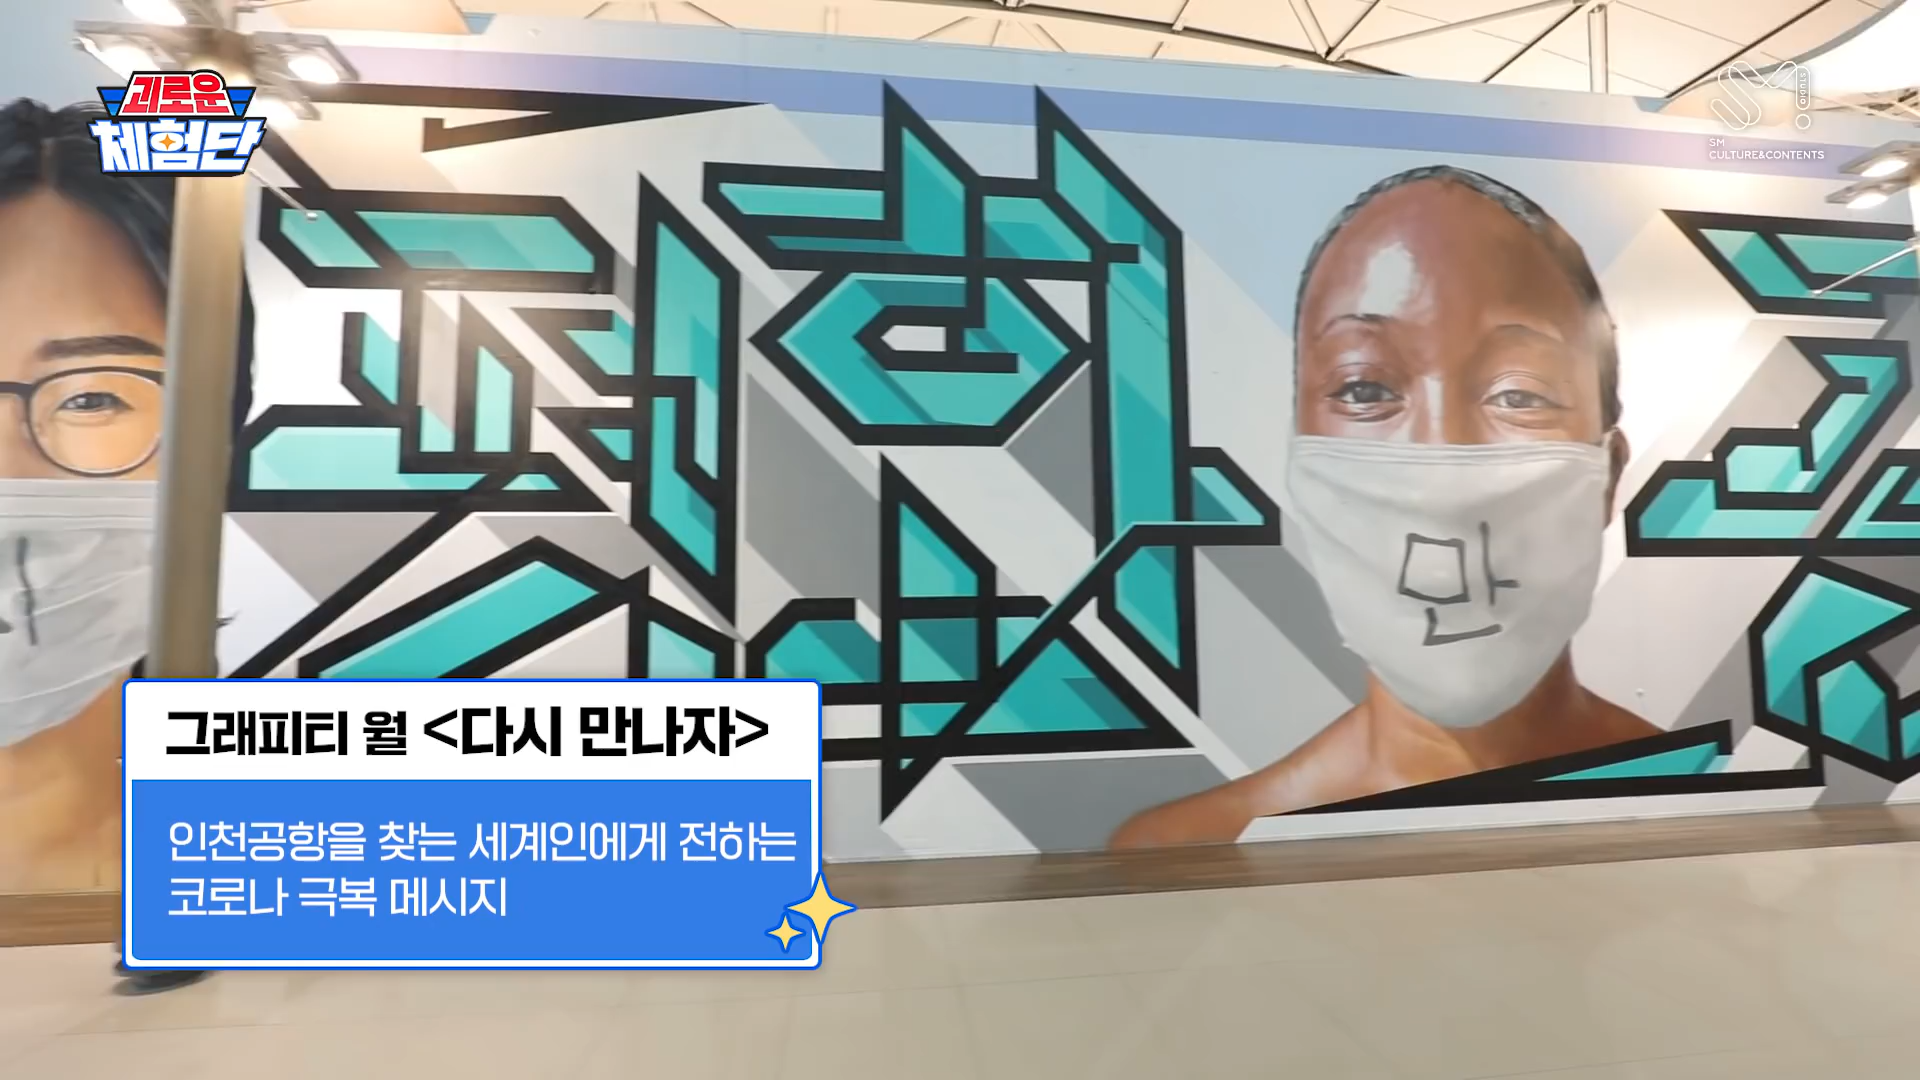 괴로운
체험단
SM
STUDIO
SM
CULTURE&CONTENTS
만
그래피티 월 <다시 만나자>
인천공항을 찾는 세계인에게 전하는
코로나 극복 메시지